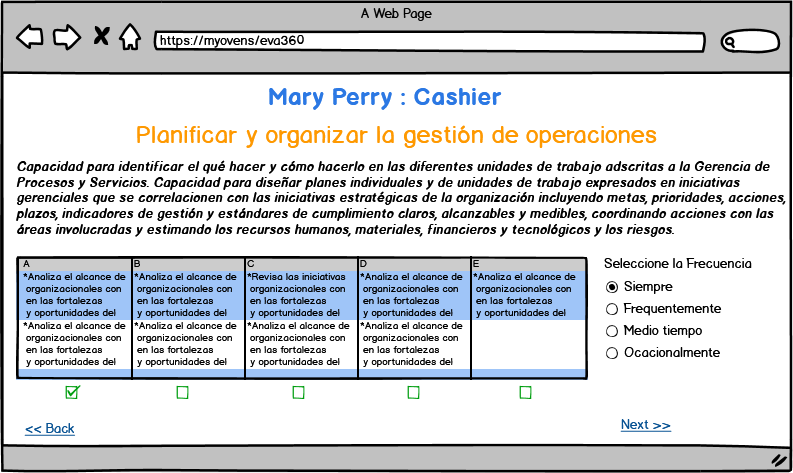 A Web Page
https://myovens/eva360
Mary Perry : Cashier
Planificar y organizar la gestión de operaciones
Capacidad para identificar el qué hacer y cómo hacerlo en las diferentes unidades de trabajo adscritas a la Gerencia de
Procesos y Servicios. Capacidad para diseñar planes individuales y de unidades de trabajo expresados en iniciativas
gerenciales que se correlacionen con las iniciativas estratégicas de la organización incluyendo metas, prioridades, acciones,
plazos, indicadores de gestión y estándares de cumplimiento claros, alcanzables y medibles, coordinando acciones con las
áreas involucradas y estimando los recursos humanos, materiales, financieros y tecnológicos y los riesgos.
A B C D E
*Analiza el alcance de *Analiza el alcance de *Revisa las iniciativas *Analiza el alcance de *Analiza el alcance de
organizacionales con organizacionales con organizacionales con organizacionales con organizacionales con
en las fortalezas en las fortalezas en las fortalezas en las fortalezas en las fortalezas
y oportunidades del y oportunidades del y oportunidades del y oportunidades del y oportunidades del
*Analiza el alcance de *Analiza el alcance de *Analiza el alcance de *Analiza el alcance de
organizacionales con organizacionales con organizacionales con organizacionales con
en las fortalezas en las fortalezas en las fortalezas en las fortalezas
y oportunidades del y oportunidades del y oportunidades del y oportunidades del
Seleccione la Frecuencia
Siempre
Frequentemente
Medio tiempo
Ocacionalmente
<< Back
Next >>